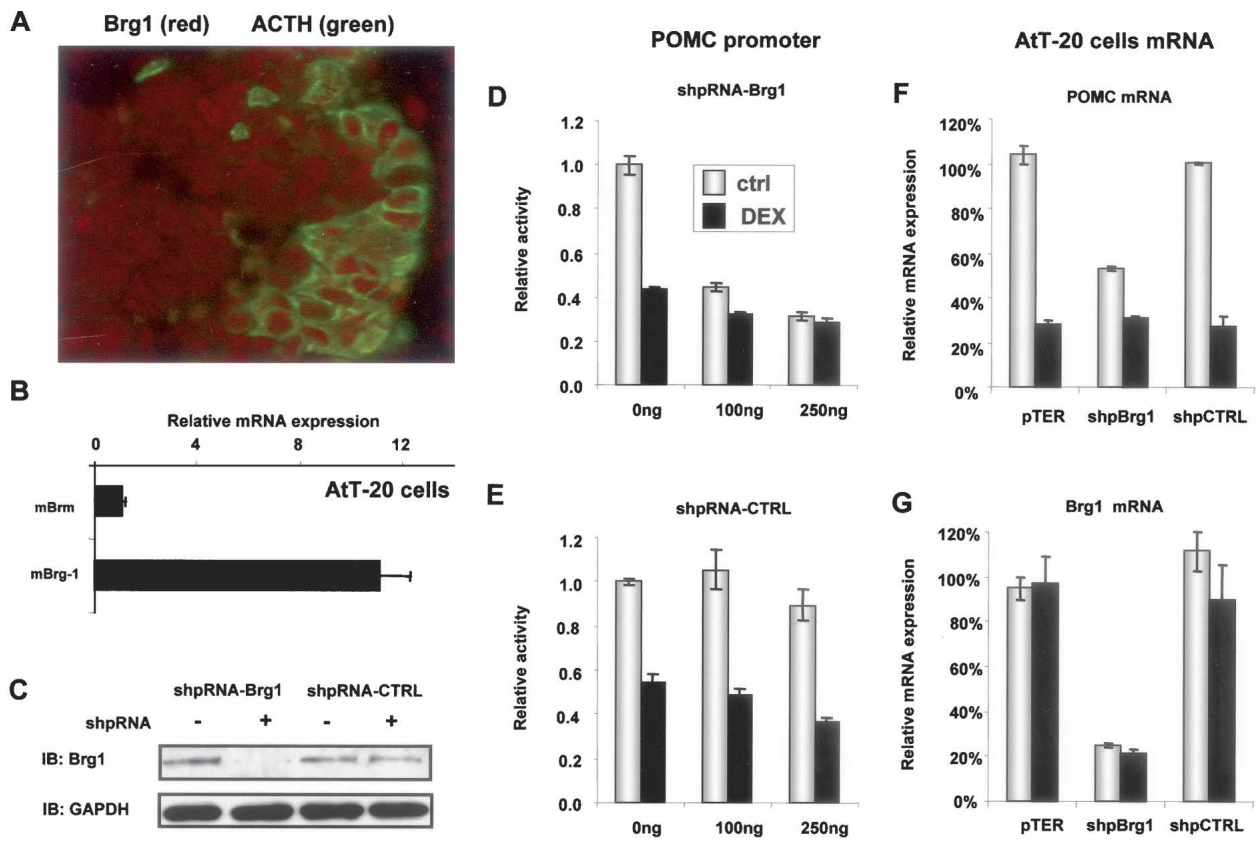 A
Brg1 (red) ACTH (green)
B
Relative mRNA expression
0 4 8 12
AtT-20 cells
mBrm
mBrg-1
C
shpRNA-Brg1 shpRNA-CTRL
shpRNA - + - +
IB: Brg1
IB: GAPDH
POMC promoter
D
shpRNA-Brg1
Relative activity
1.2
1.0
0.8
0.6
0.4
0.2
0.0
ctrl
DEX
0ng 100ng 250ng
E
shpRNA-CTRL
Relative activity
1.2
1.0
0.8
0.6
0.4
0.2
0.0
0ng 100ng 250ng
AtT-20 cells mRNA
F
POMC mRNA
Relative mRNA expression
120%
100%
80%
60%
40%
20%
0%
pTER shpBrg1 shpCTRL
G
Brg1 mRNA
Relative mRNA expression
120%
100%
80%
60%
40%
20%
0%
pTER shpBrg1 shpCTRL